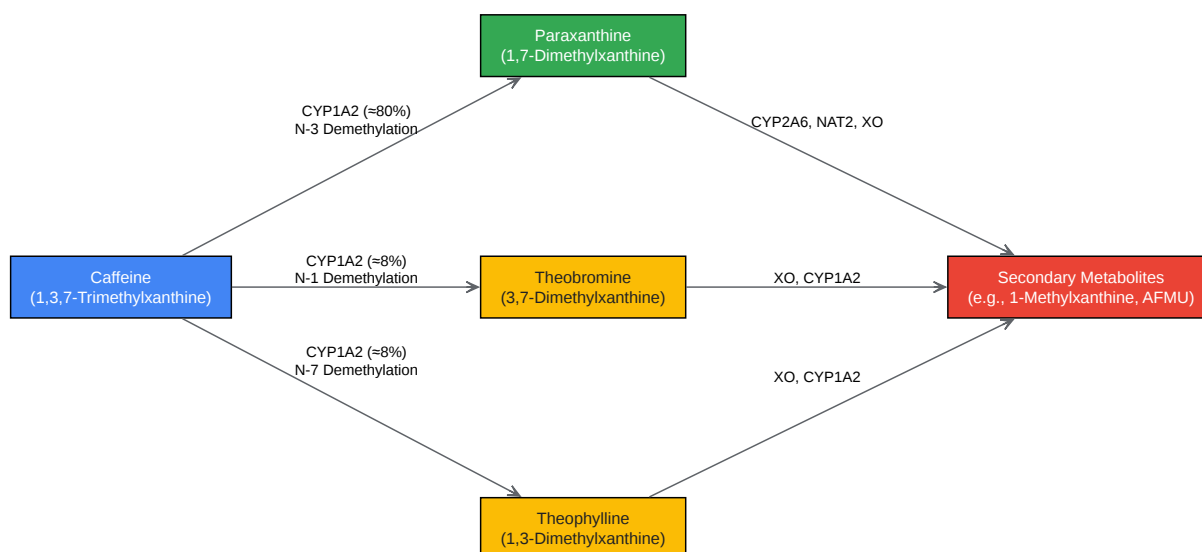 Paraxanthine
(1,7-Dimethylxanthine)
CYP1A2 (≈80%)
N-3 Demethylation
CYP2A6, NAT2, XO
Caffeine
(1,3,7-Trimethylxanthine)
CYP1A2 (≈8%)
N-1 Demethylation
Theobromine
(3,7-Dimethylxanthine)
XO, CYP1A2
Secondary Metabolites
(e.g., 1-Methylxanthine, AFMU)
CYP1A2 (≈8%)
N-7 Demethylation
XO, CYP1A2
Theophylline
(1,3-Dimethylxanthine)